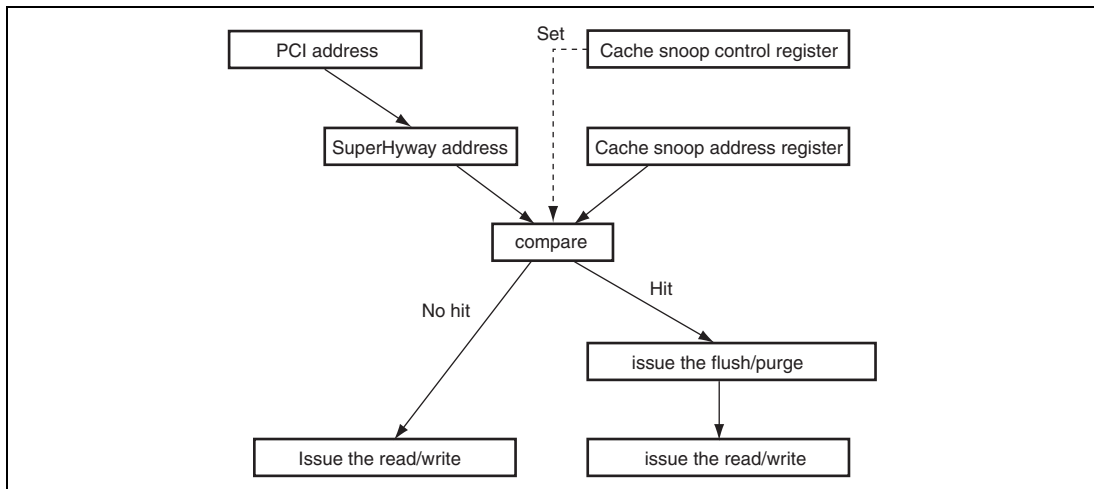 PCI address
Set
Cache snoop control register
SuperHyway address
Cache snoop address register
compare
No hit
Hit
issue the flush/purge
Issue the read/write
issue the read/write